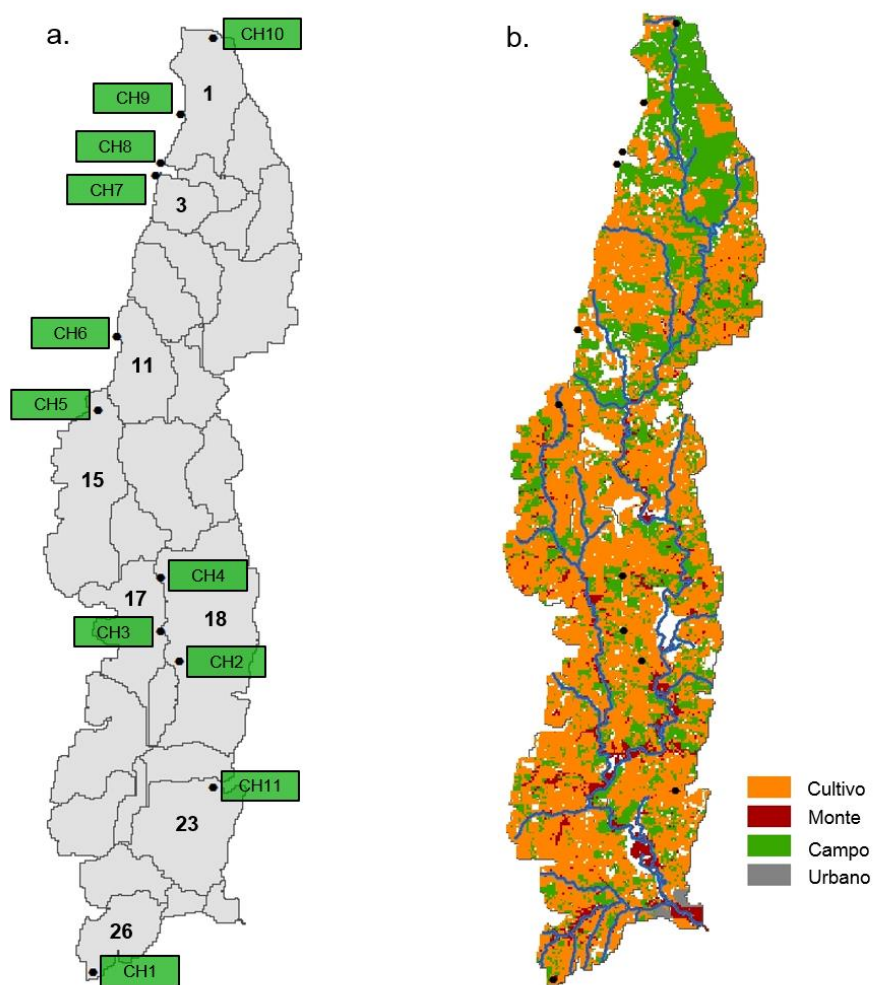 a.
CH10
1
CH9
CH8
CH7
3
CH6
11
CH5
15
CH4
17
18
CH3
CH2
CH11
23
26
CH1
b.
Cultivo
Monte
Campo
Urbano